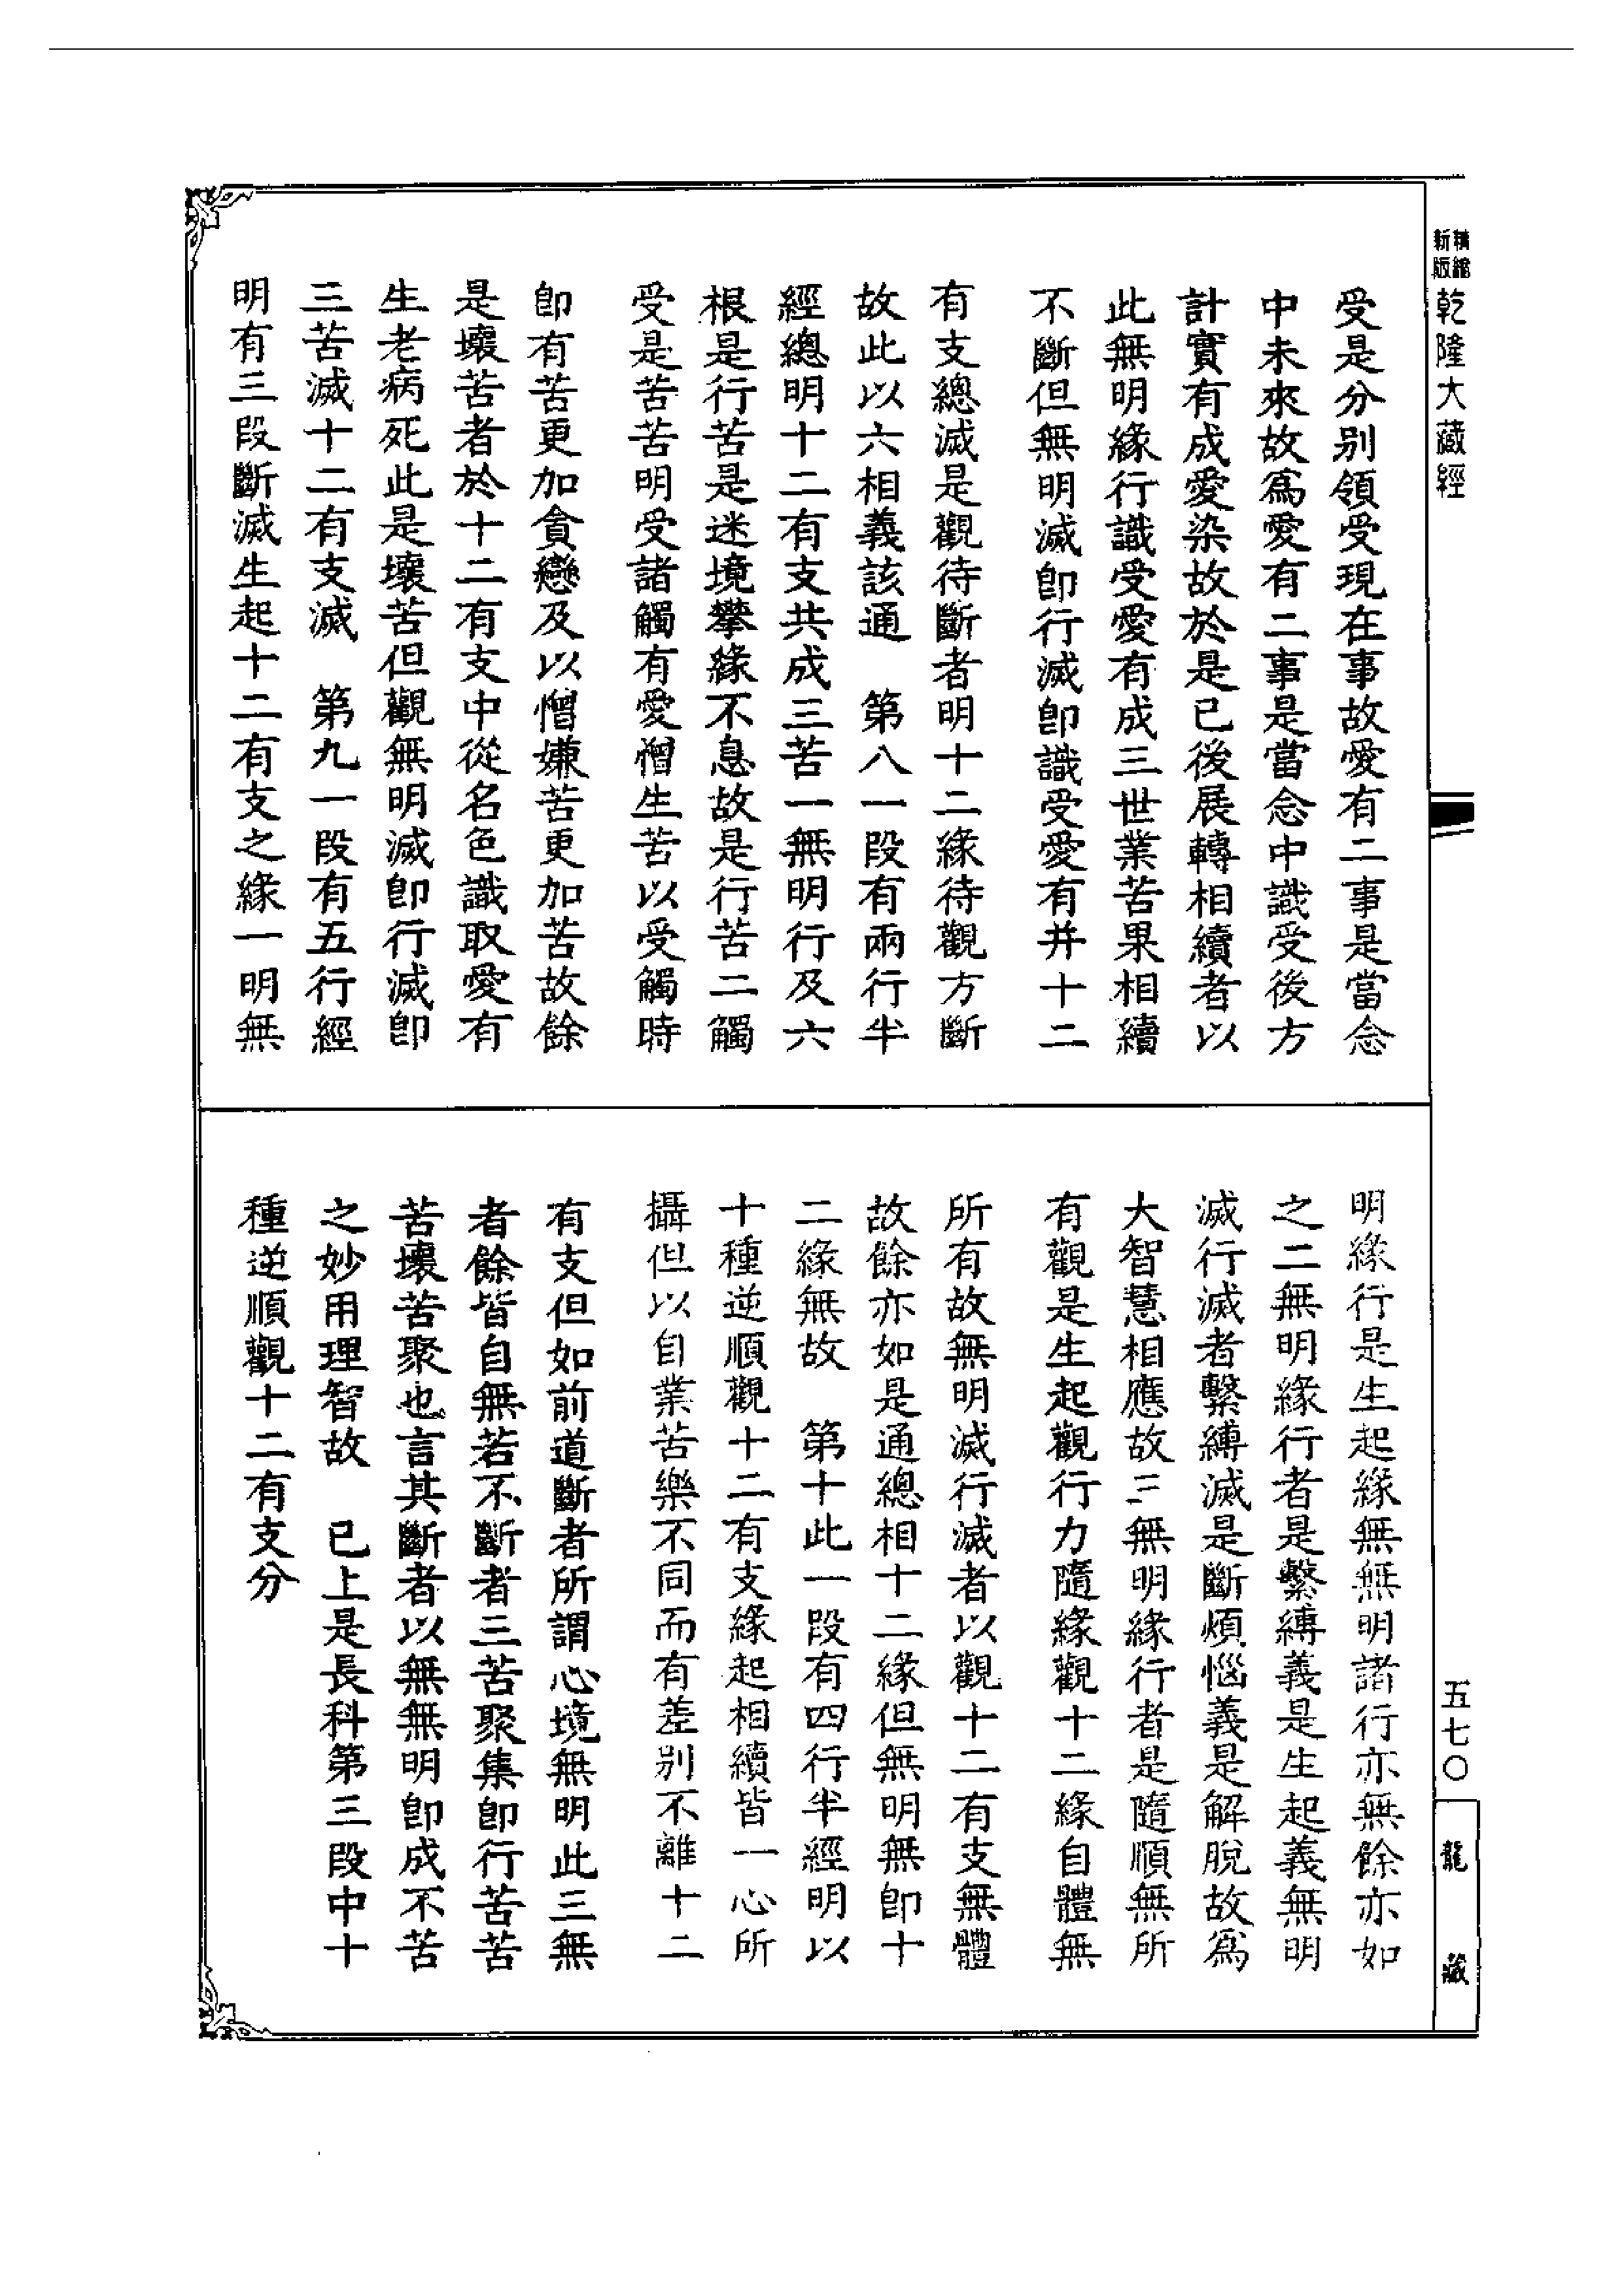 精縮
新版
乾隆大藏經
受是分别領受現在事故愛有二事是當念
中未來故爲愛有二事是當念中識受後方
計實有成愛染故於是已後展轉相續者以
此無明緣行識受愛有成三世業苦果相續
不斷但無明滅卽行滅卽識受愛有并十二
有支總滅是觀待斷者明十二緣待觀方斷
故此以六相義該通　第八一段有兩行半
經總明十二有支共成三苦一無明行及六
根是行苦是迷境攀緣不息故是行苦二觸
受是苦苦明受諸觸有愛憎生苦以受觸時
卽有苦更加貪戀及以憎嫌苦更加苦故餘
是壞苦者於十二有支中從名色識取愛有
生老病死此是壞苦但觀無明滅卽行滅卽
三苦滅十二有支滅　第九一段有五行經
明有三段斷滅生起十二有支之緣一明無
明緣行是生起緣無無明諸行亦無餘亦如
之二無明緣行者是繫縛義是生起義無明
滅行滅者繫縛滅是斷煩惱義是解脫故爲
大智慧相應故三無明緣行者是隨順無所
有觀是生起觀行力隨緣觀十二緣自體無
所有故無明滅行滅者以觀十二有支無體
故餘亦如是通總相十二緣但無明無卽十
二緣無故　第十此一段有四行半經明以
十種逆順觀十二有支緣起相續皆一心所
攝但以自業苦樂不同而有差别不離十二
有支但如前道斷者所謂心境無明此三無
者餘皆自無若不斷者三苦聚集卽行苦苦
苦壞苦聚也言其斷者以無無明卽成不苦
之妙用理智故　已上是長科第三段中十
種逆順觀十二有支分
五七〇
龍藏